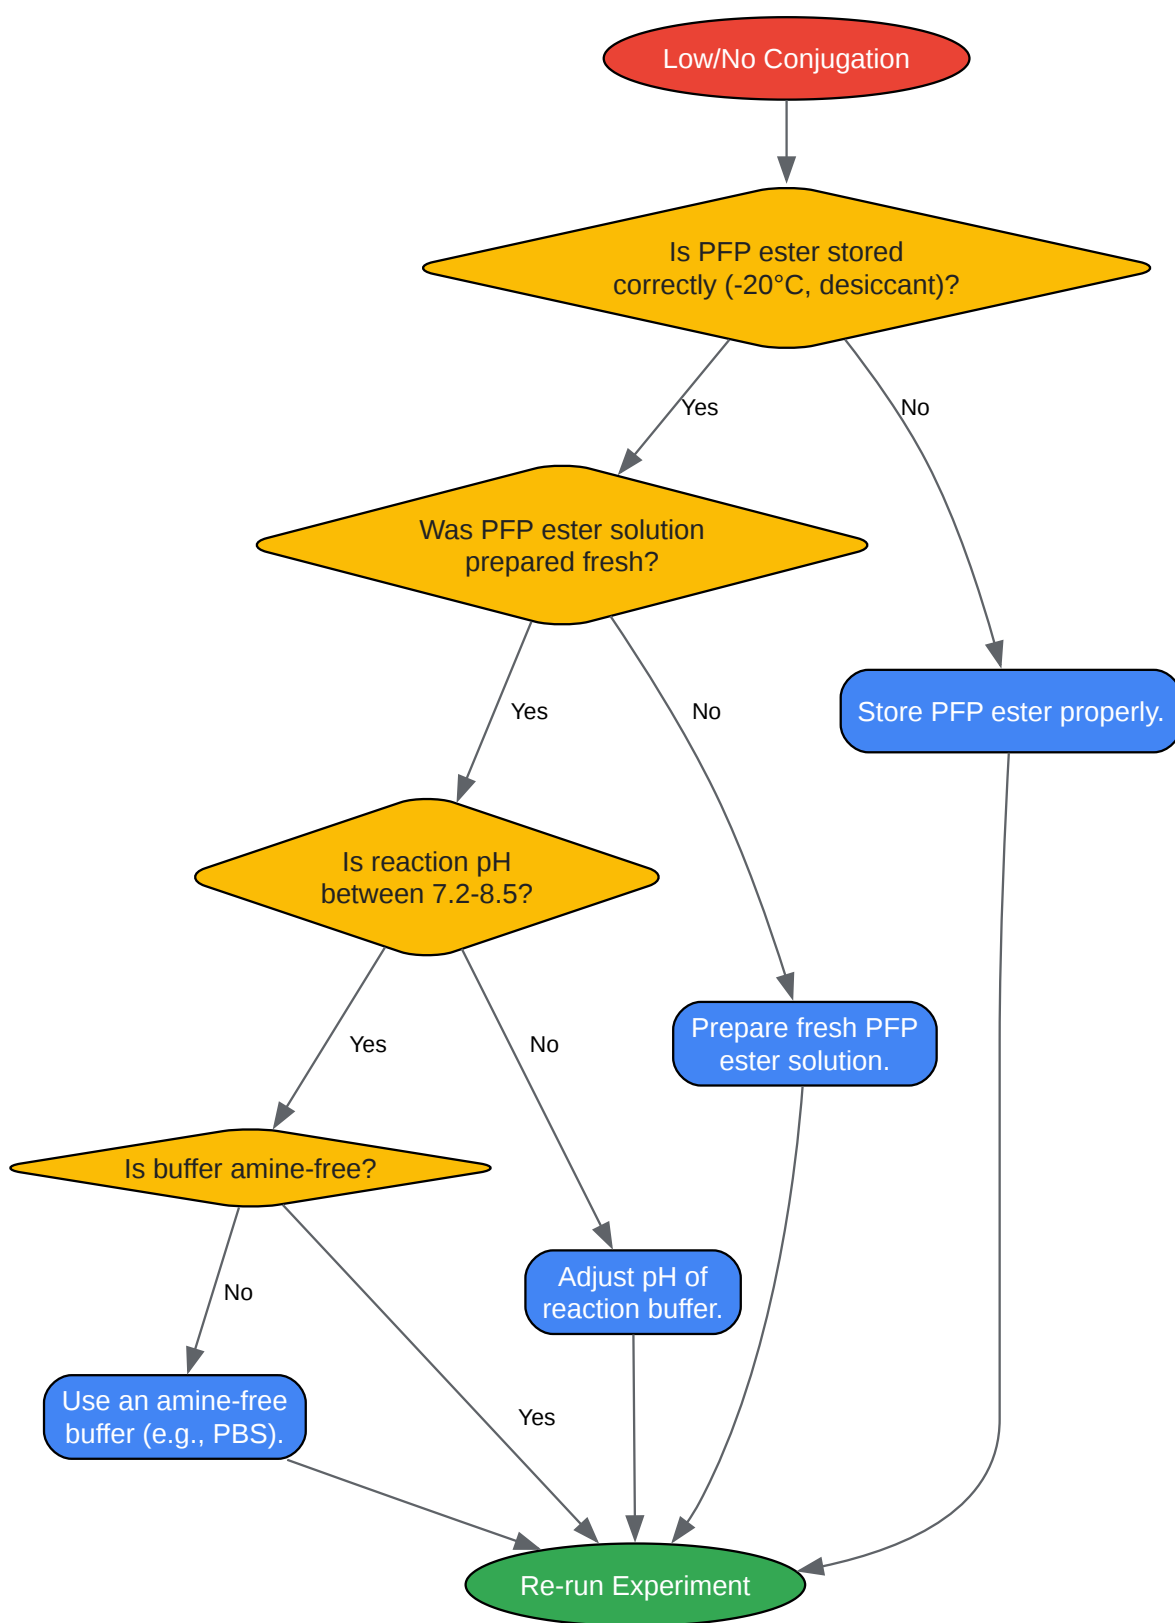 Low/No Conjugation
Is PFP ester stored
correctly (-20°C, desiccant)?
Yes
No
Was PFP ester solution
prepared fresh?
Yes
No
Store PFP ester properly.
Is reaction pH
between 7.2-8.5?
Prepare fresh PFP
ester solution.
Yes
No
Is buffer amine-free?
Adjust pH of
reaction buffer.
No
Use an amine-free
buffer (e.g., PBS).
Yes
Re-run Experiment